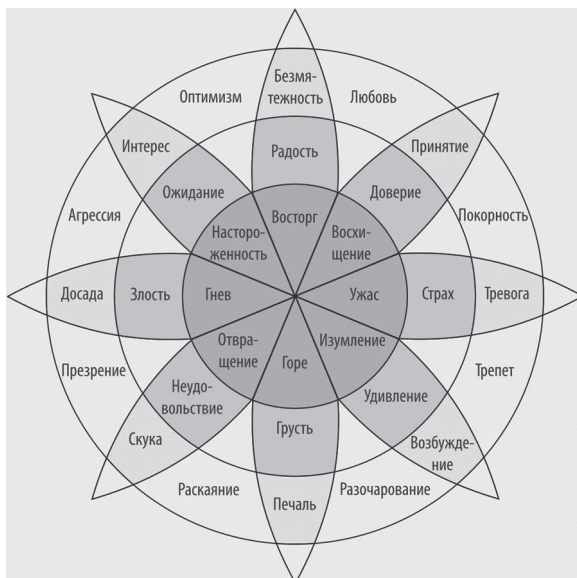 Безмя-
тежность
Оптимизм
Любовь
Интерес
Радость
Принятие
Ожидание
Доверие
Агрессия
Насторо-
женность
Восторг
Восхи-
щение
Покорность
Досада
Злость
Гнев
Ужас
Страх
Тревога
Презрение
Отвра-
щение
Горе
Изумление
Трепет
Неудо-
вольствие
Удивление
Скука
Грусть
Возбужде-
ние
Раскаяние
Печаль
Разочарование